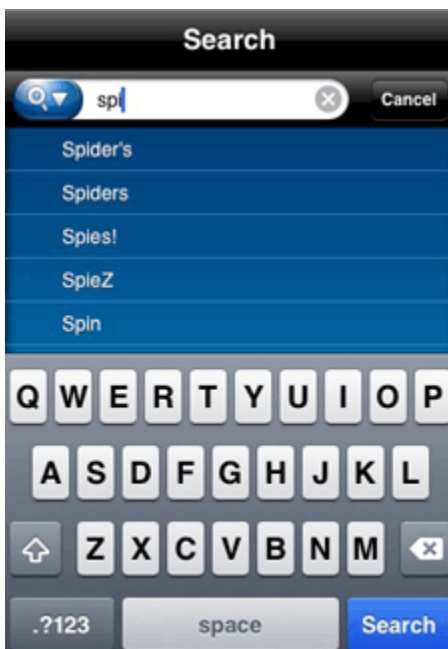 Search
spi Cancel
Spider's
Spiders
Spies!
SpieZ
Spin
Q W E R T Y U I O P
A S D F G H J K L
Z X C V B N M
.?123 space Search